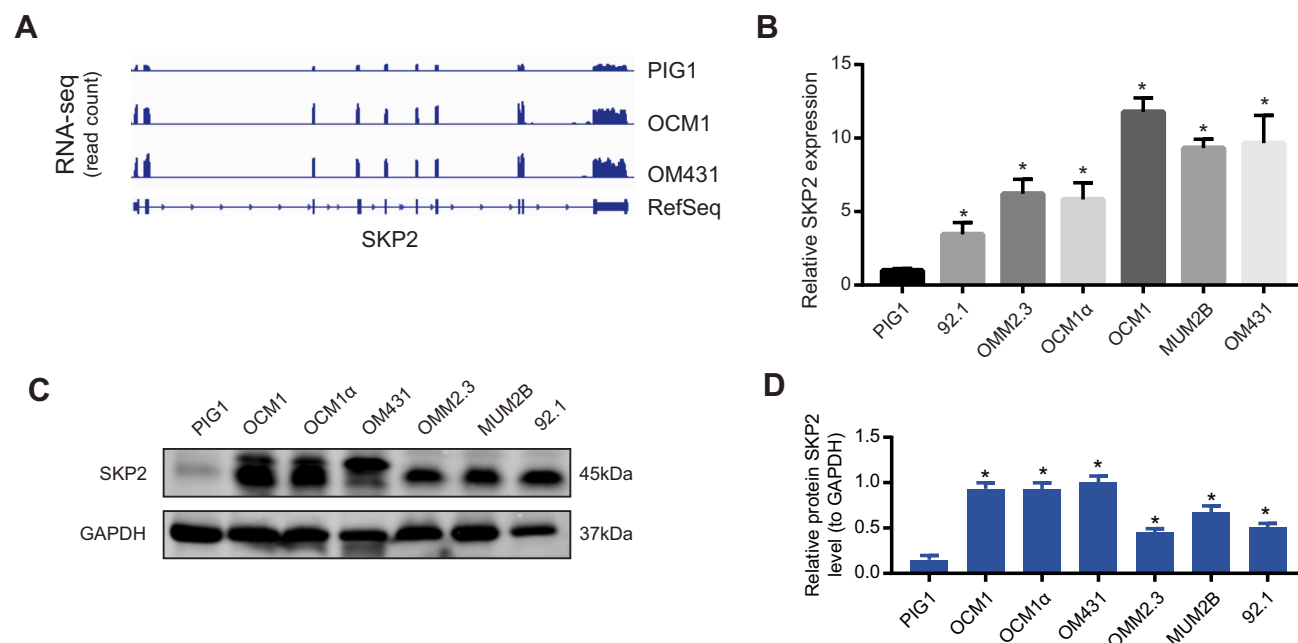 A
RNA-seq
(read count)
PIG1
OCM1
OM431
RefSeq
SKP2
B
Relative SKP2 expression
15
10
5
0
*
*
*
*
*
*
PIG1
92.1
OMM2.3
OCM1α
OCM1
MUM2B
OM431
C
PIG1
OCM1
OCM1α
OM431
OMM2.3
MUM2B
92.1
SKP2
45kDa
GAPDH
37kDa
D
Relative protein SKP2
level (to GAPDH)
1.5
1.0
0.5
0.0
*
*
*
*
*
*
PIG1
OCM1
OCM1α
OM431
OMM2.3
MUM2B
92.1